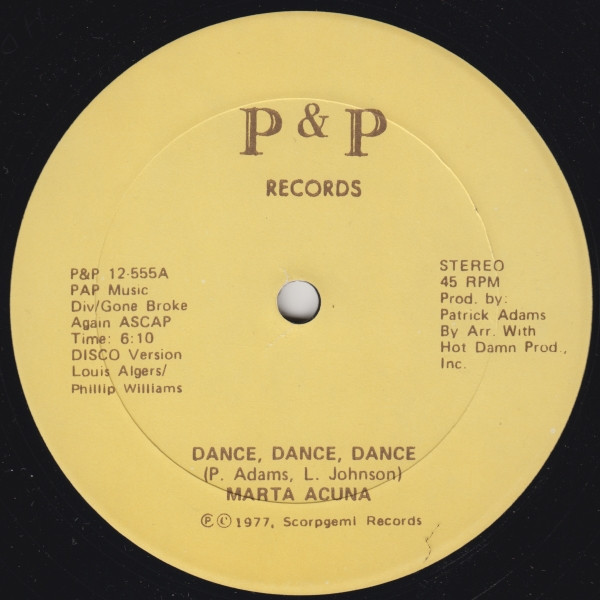 P & P
RECORDS
P&P 12-555A
PAP Music
Div/Gone Broke
Again ASCAP
Time: 6:10
DISCO Version
Louis Algers/
Phillip Williams
STEREO
45 RPM
Prod. by:
Patrick Adams
By Arr. With
Hot Damn Prod.,
Inc.
DANCE, DANCE, DANCE
(P. Adams, L. Johnson)
MARTA ACUNA
℗ © 1977, Scorpgemi Records